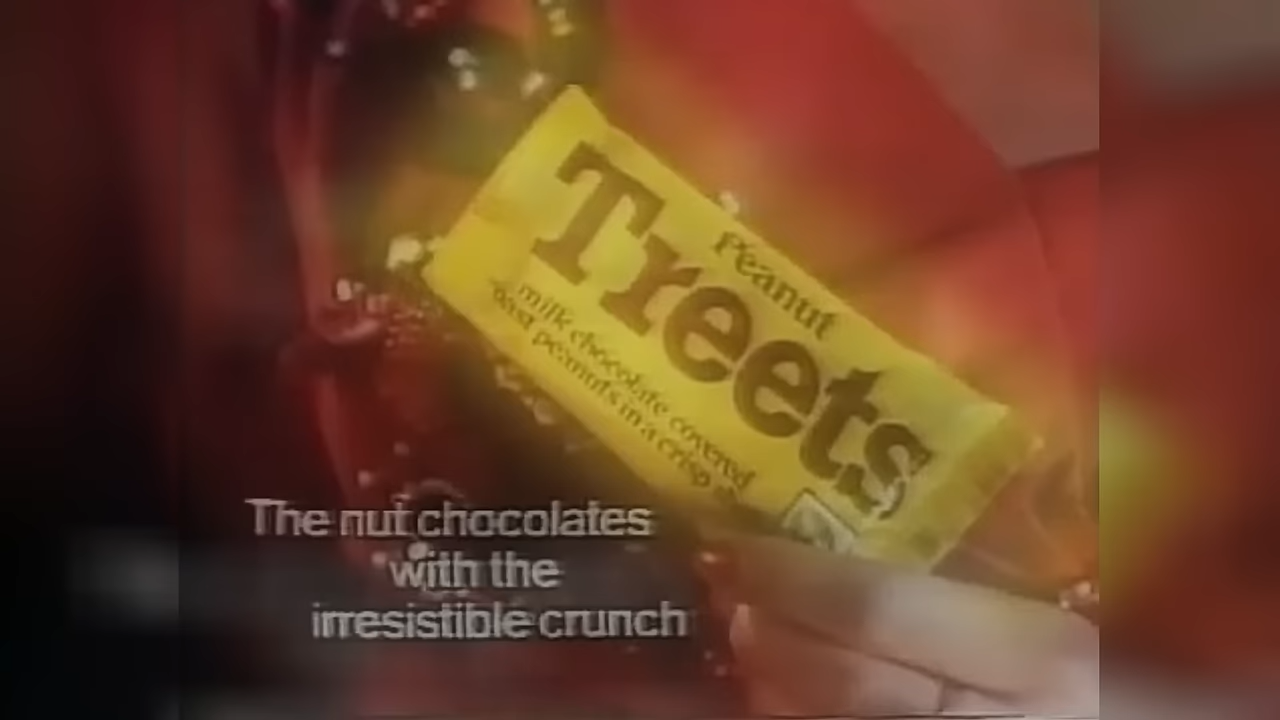 Peanut
Treets
milk chocolate covered
peanuts in a crisp
The nut chocolates
with the
irresistible crunch